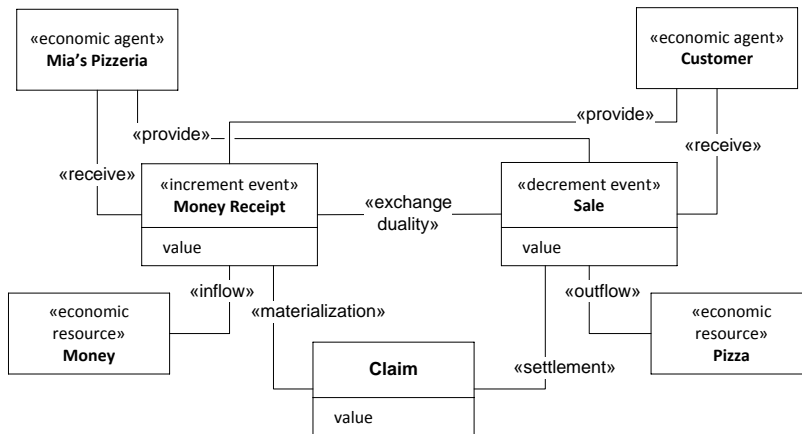 «economic agent»
Mia's Pizzeria
«economic agent»
Customer
«provide»
«provide»
«receive»
«receive»
«increment event»
Money Receipt
value
«exchange
duality»
«decrement event»
Sale
value
«inflow»
«outflow»
«materialization»
«economic
resource»
Money
«economic
resource»
Pizza
Claim
value
«settlement»